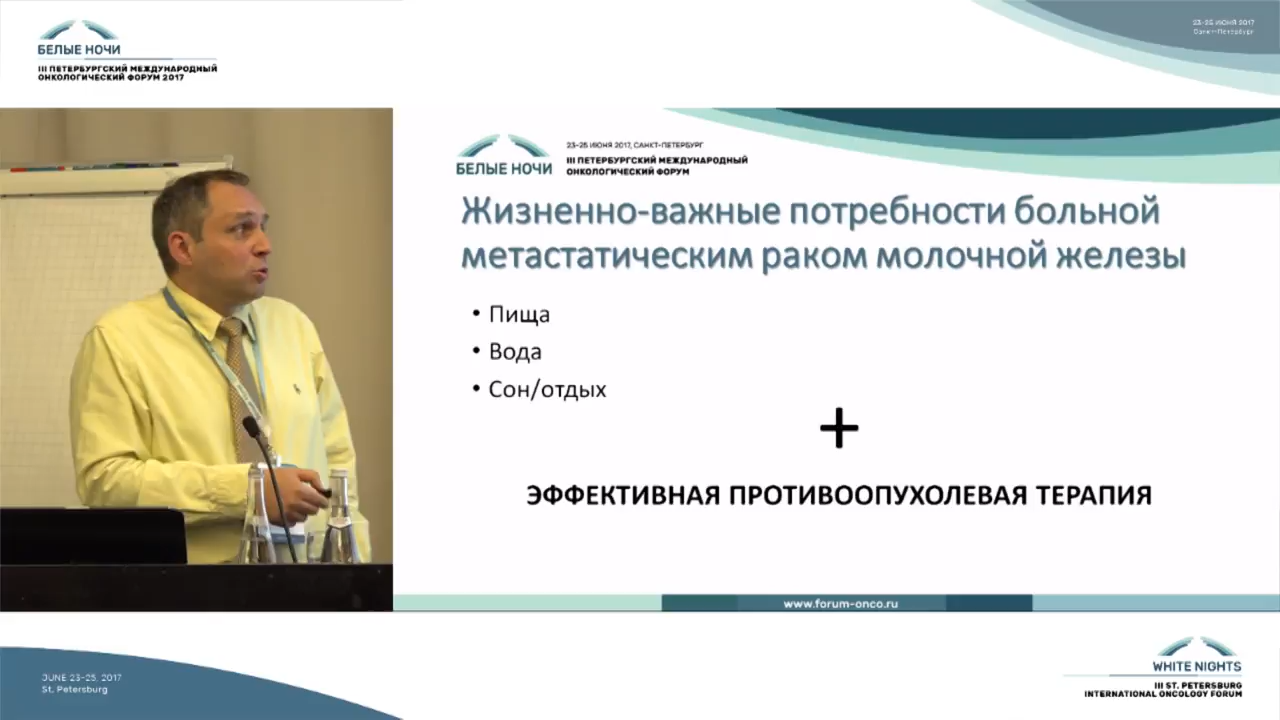 БЕЛЫЕ НОЧИ
III ПЕТЕРБУРГСКИЙ МЕЖДУНАРОДНЫЙ
ОНКОЛОГИЧЕСКИЙ ФОРУМ 2017
23-25 ИЮНЯ 2017
Санкт-Петербург
БЕЛЫЕ НОЧИ
23-25 ИЮНЯ 2017, САНКТ-ПЕТЕРБУРГ
III ПЕТЕРБУРГСКИЙ МЕЖДУНАРОДНЫЙ
ОНКОЛОГИЧЕСКИЙ ФОРУМ
Жизненно-важные потребности больной
метастатическим раком молочной железы
• Пища
• Вода
• Сон/отдых
+
ЭФФЕКТИВНАЯ ПРОТИВООПУХОЛЕВАЯ ТЕРАПИЯ
www.forum-onco.ru
JUNE 23-25, 2017
St. Petersburg
WHITE NIGHTS
III ST. PETERSBURG
INTERNATIONAL ONCOLOGY FORUM